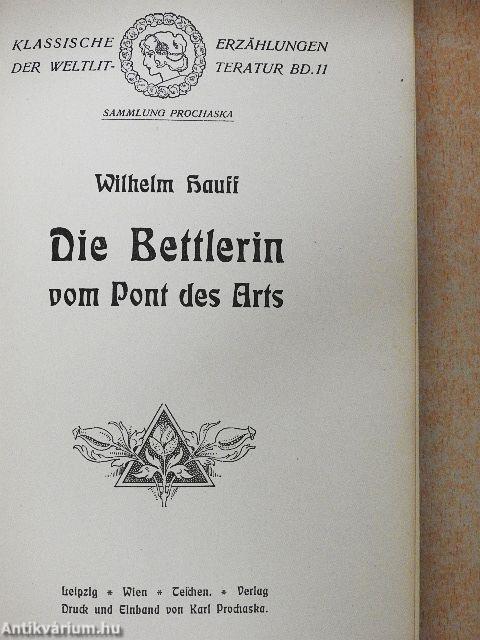 KLASSISCHE ERZÄHLUNGEN
DER WELTLIT- TERATUR BD.11
SAMMLUNG PROCHASKA
Wilhelm Hauff
Die Bettlerin
vom Pont des Arts
Leipzig * Wien * Teschen. * Verlag
Druck und Einband von Karl Prochaska.
Antikvárium.hu